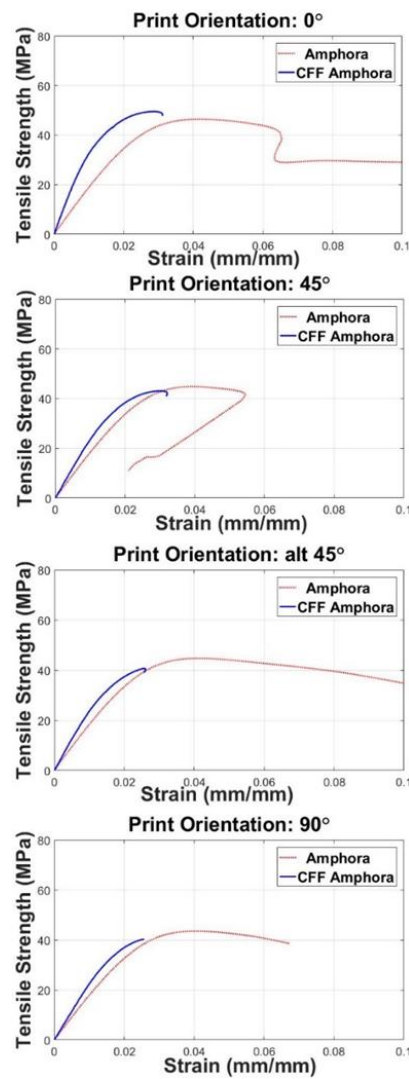 Print Orientation: 0°
80
60
40
20
0
Tensile Strength (MPa)
Amphora
CFF Amphora
0
0.02
0.04
0.06
0.08
0.1
Strain (mm/mm)
Print Orientation: 45°
80
60
40
20
0
Tensile Strength (MPa)
Amphora
CFF Amphora
0
0.02
0.04
0.06
0.08
0.1
Strain (mm/mm)
Print Orientation: alt 45°
80
60
40
20
0
Tensile Strength (MPa)
Amphora
CFF Amphora
0
0.02
0.04
0.06
0.08
0.1
Strain (mm/mm)
Print Orientation: 90°
80
60
40
20
0
Tensile Strength (MPa)
Amphora
CFF Amphora
0
0.02
0.04
0.06
0.08
0.1
Strain (mm/mm)